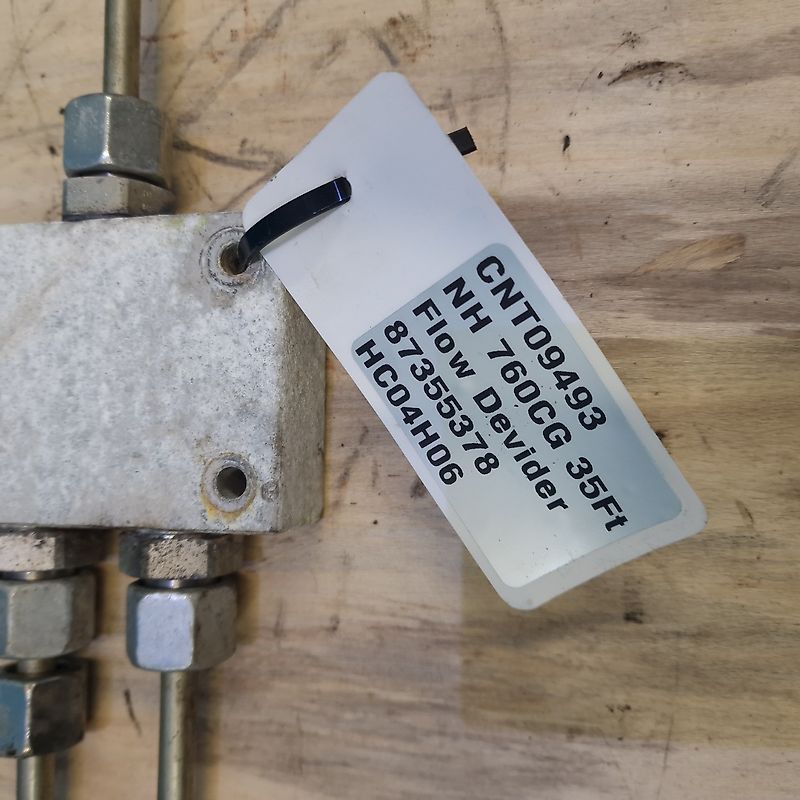 CNT09493
NH 760CG 35Ft
Flow Devider
87355378
HC04H06